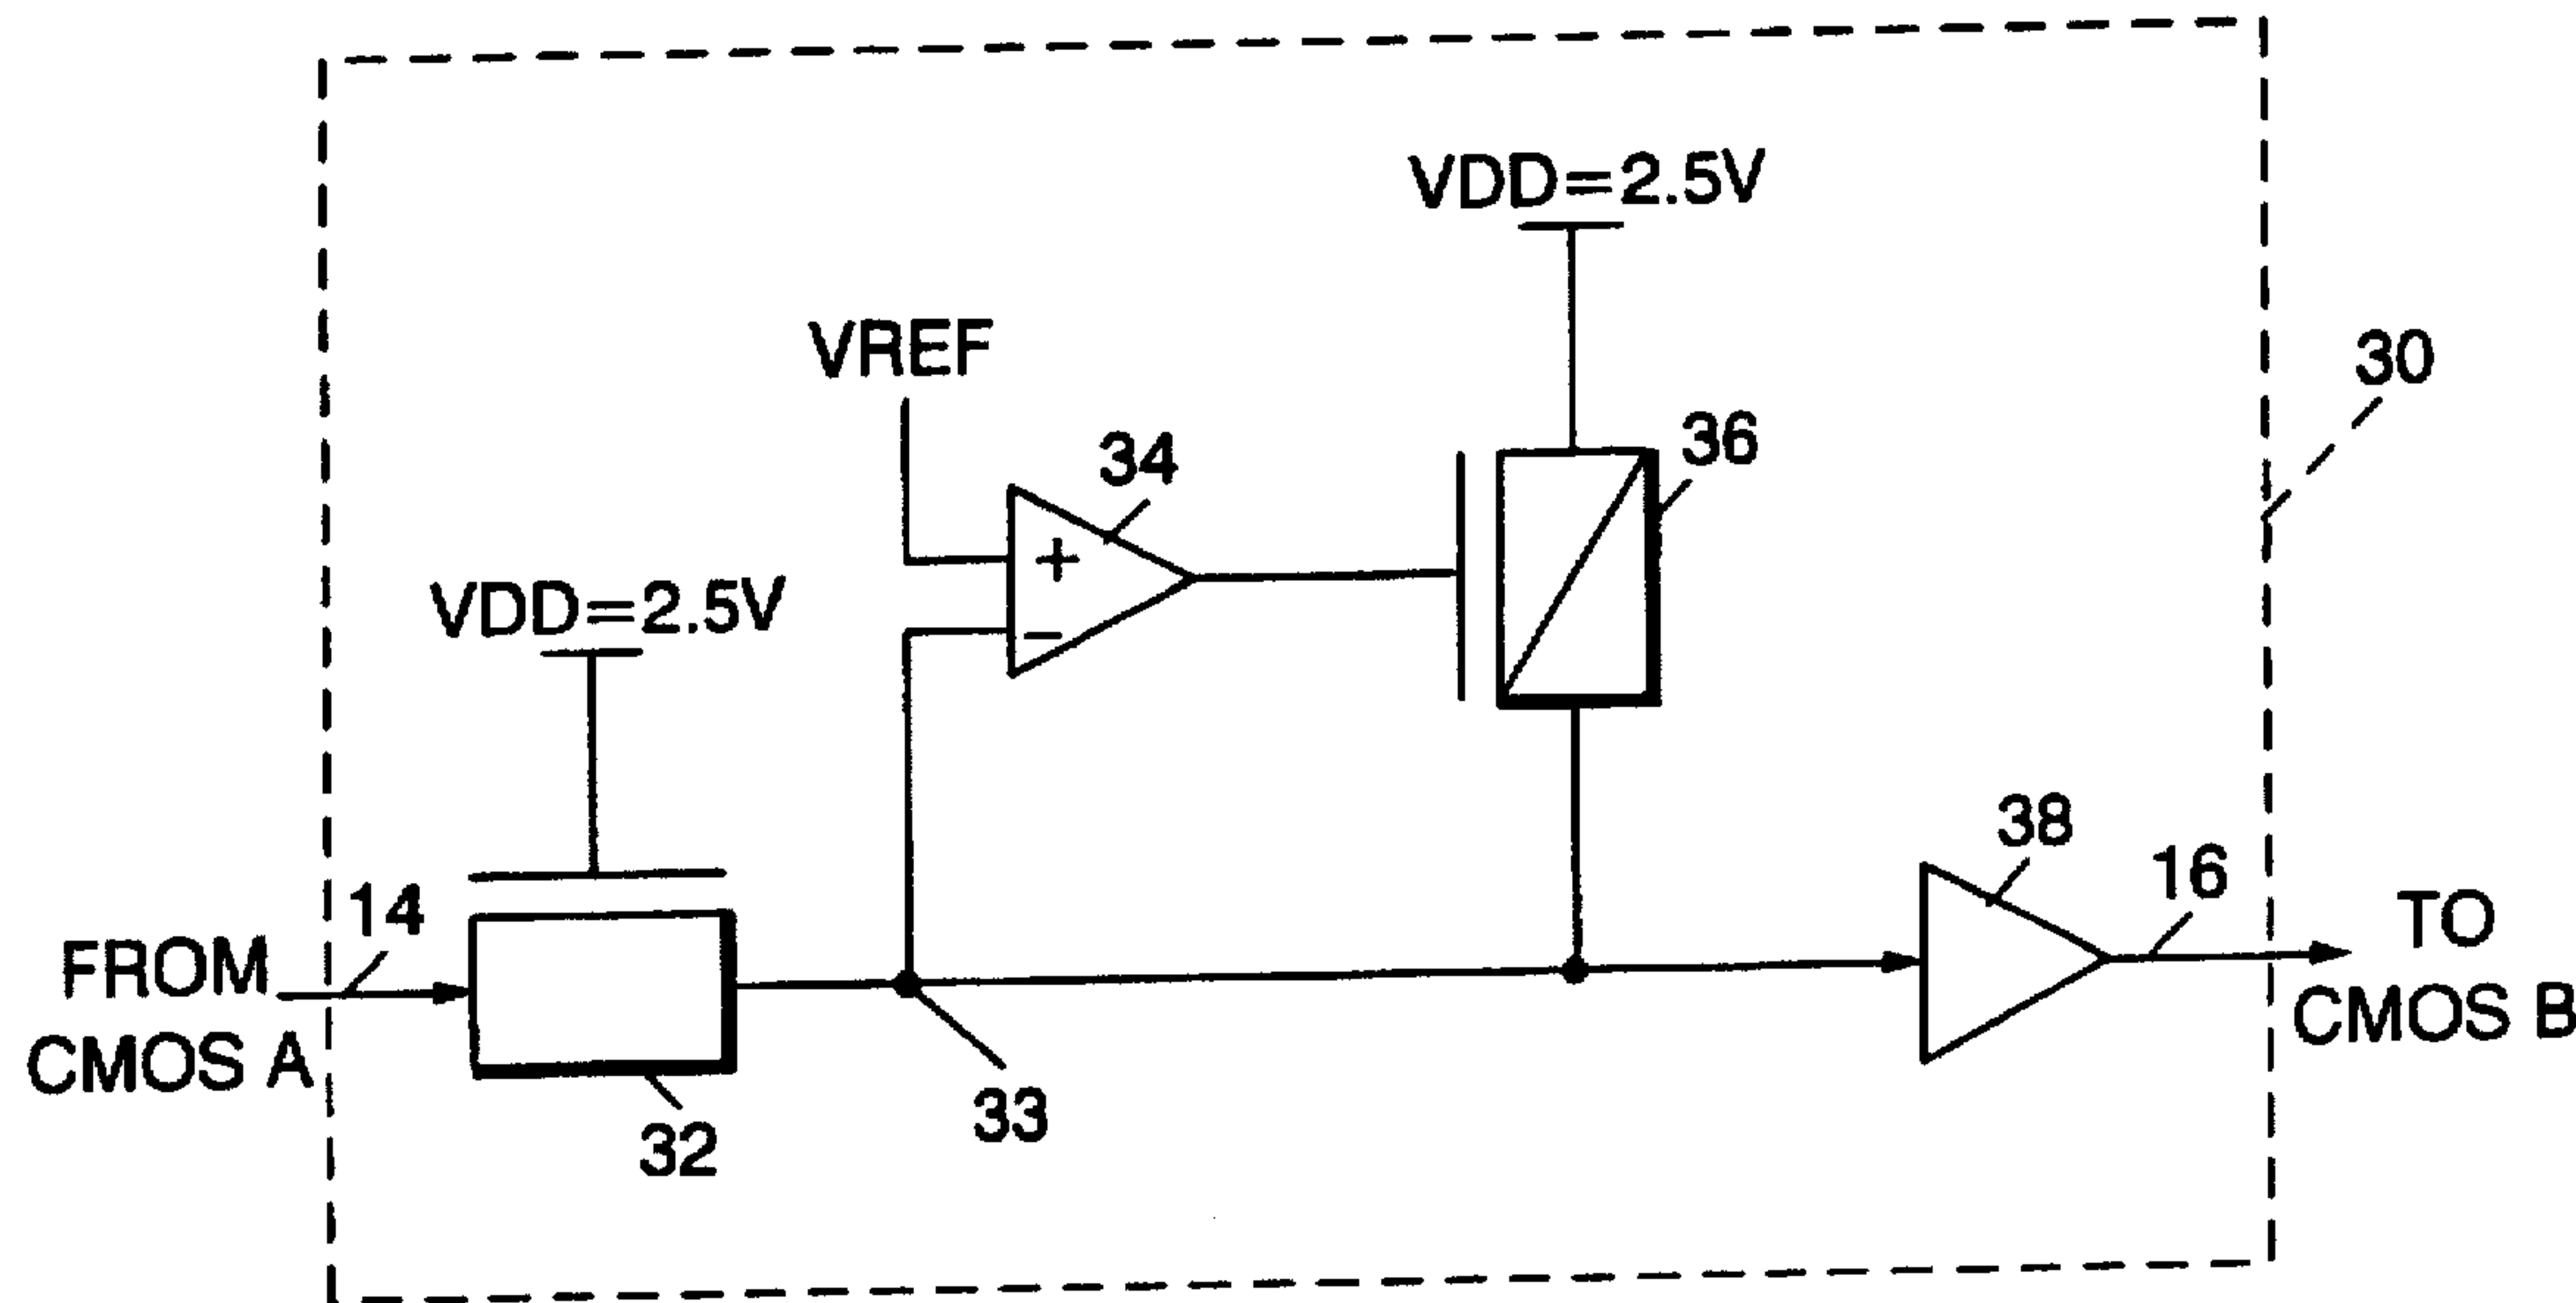 VDD=2.5V
30
VREF
36
34
VDD=2.5V
+
−
38
16
14
FROM
CMOS A
TO
CMOS B
33
32